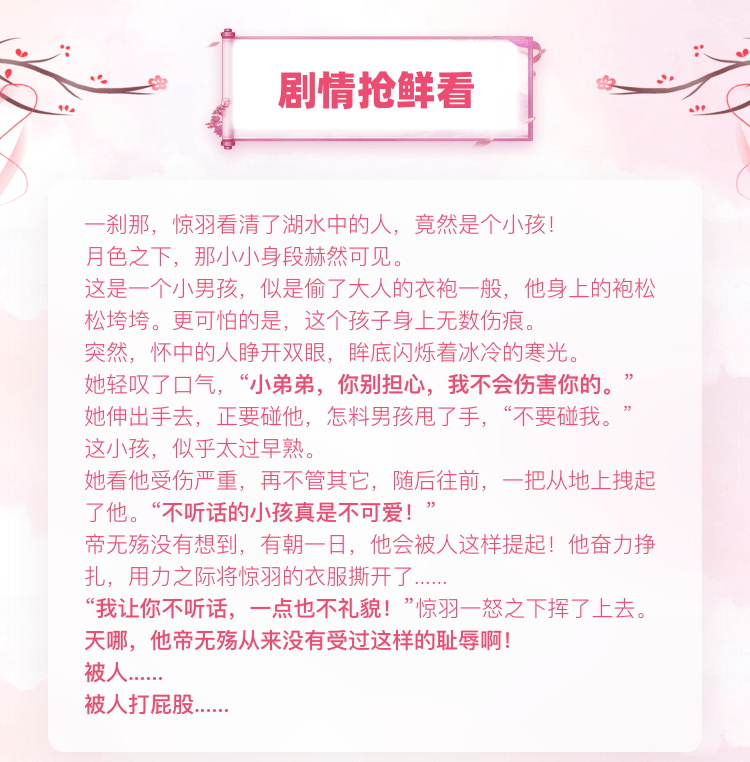 剧情抢鲜看
一刹那，惊羽看清了湖水中的人，竟然是个小孩！
月色之下，那小小身段赫然可见。
这是一个小男孩，似是偷了大人的衣袍一般，他身上的袍松
松垮垮。更可怕的是，这个孩子身上无数伤痕。
突然，怀中的人睁开双眼，眸底闪烁着冰冷的寒光。
她轻叹了口气，“小弟弟，你别担心，我不会伤害你的。”
她伸出手去，正要碰他，怎料男孩甩了手，“不要碰我。”
这小孩，似乎太过早熟。
她看他受伤严重，再不管其它，随后往前，一把从地上拽起
了他。“不听话的小孩真是不可爱！”
帝无殇没有想到，有朝一日，他会被人这样提起！他奋力挣
扎，用力之际将惊羽的衣服撕开了......
“我让你不听话，一点也不礼貌！”惊羽一怒之下挥了上去。
天哪，他帝无殇从来没有受过这样的耻辱啊！
被人......
被人打屁股......